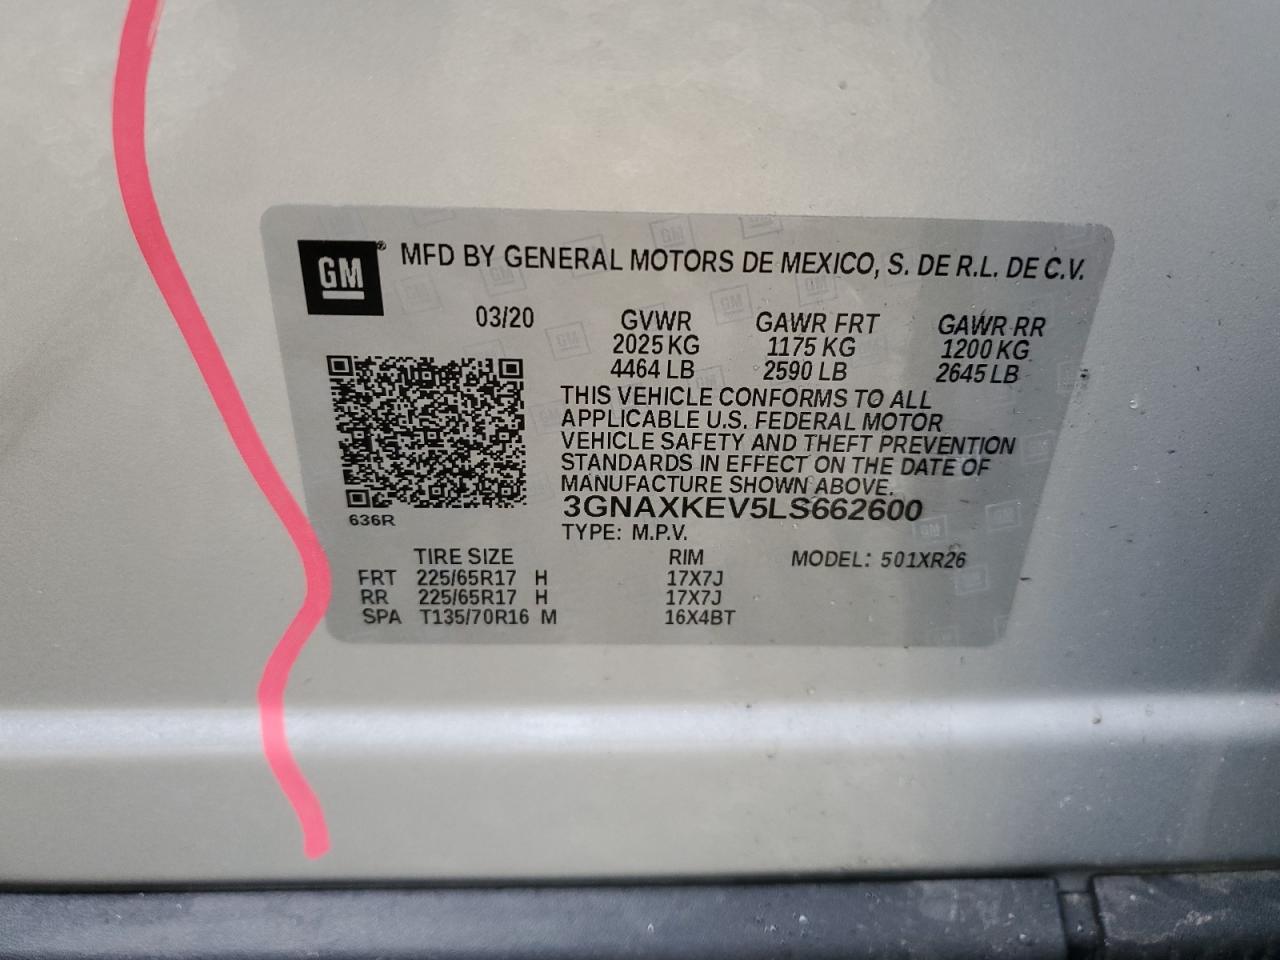 GM® MFD BY GENERAL MOTORS DE MEXICO, S. DE R.L. DE C.V.
03/20 GVWR GAWR FRT GAWR RR
2025 KG 1175 KG 1200 KG
4464 LB 2590 LB 2645 LB
THIS VEHICLE CONFORMS TO ALL
APPLICABLE U.S. FEDERAL MOTOR
VEHICLE SAFETY AND THEFT PREVENTION
STANDARDS IN EFFECT ON THE DATE OF
MANUFACTURE SHOWN ABOVE.
3GNAXKEV5LS662600
636R
TYPE: M.P.V.
TIRE SIZE RIM MODEL: 501XR26
FRT 225/65R17 H 17X7J
RR 225/65R17 H 17X7J
SPA T135/70R16 M 16X4BT